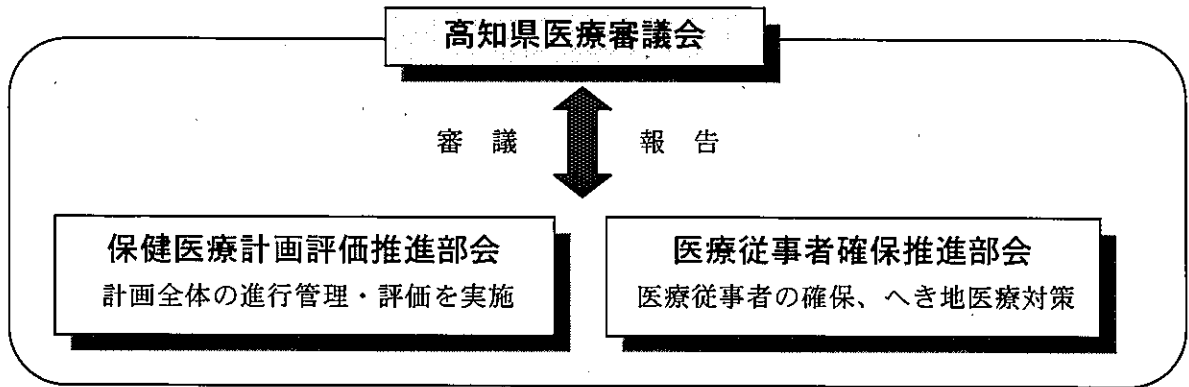 高知県医療審議会
審 議
報 告
保健医療計画評価推進部会
計画全体の進行管理・評価を実施
医療従事者確保推進部会
医療従事者の確保、へき地医療対策